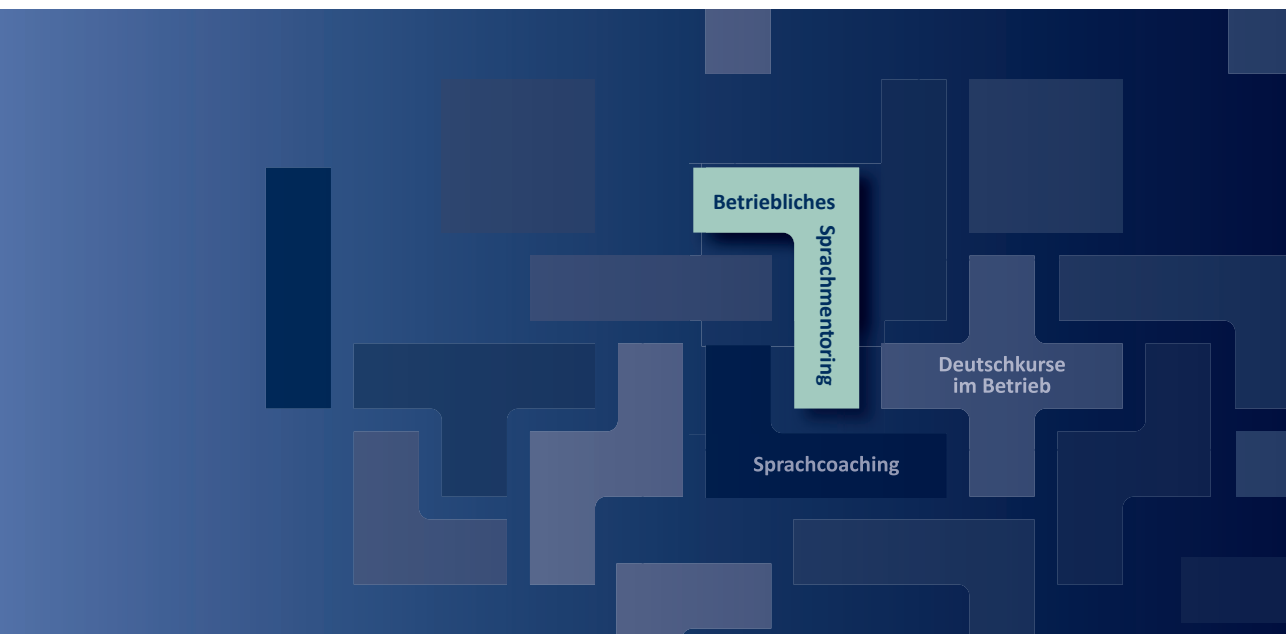 Betriebliches
Sprachmentoring
Deutschkurse
im Betrieb
Sprachcoaching